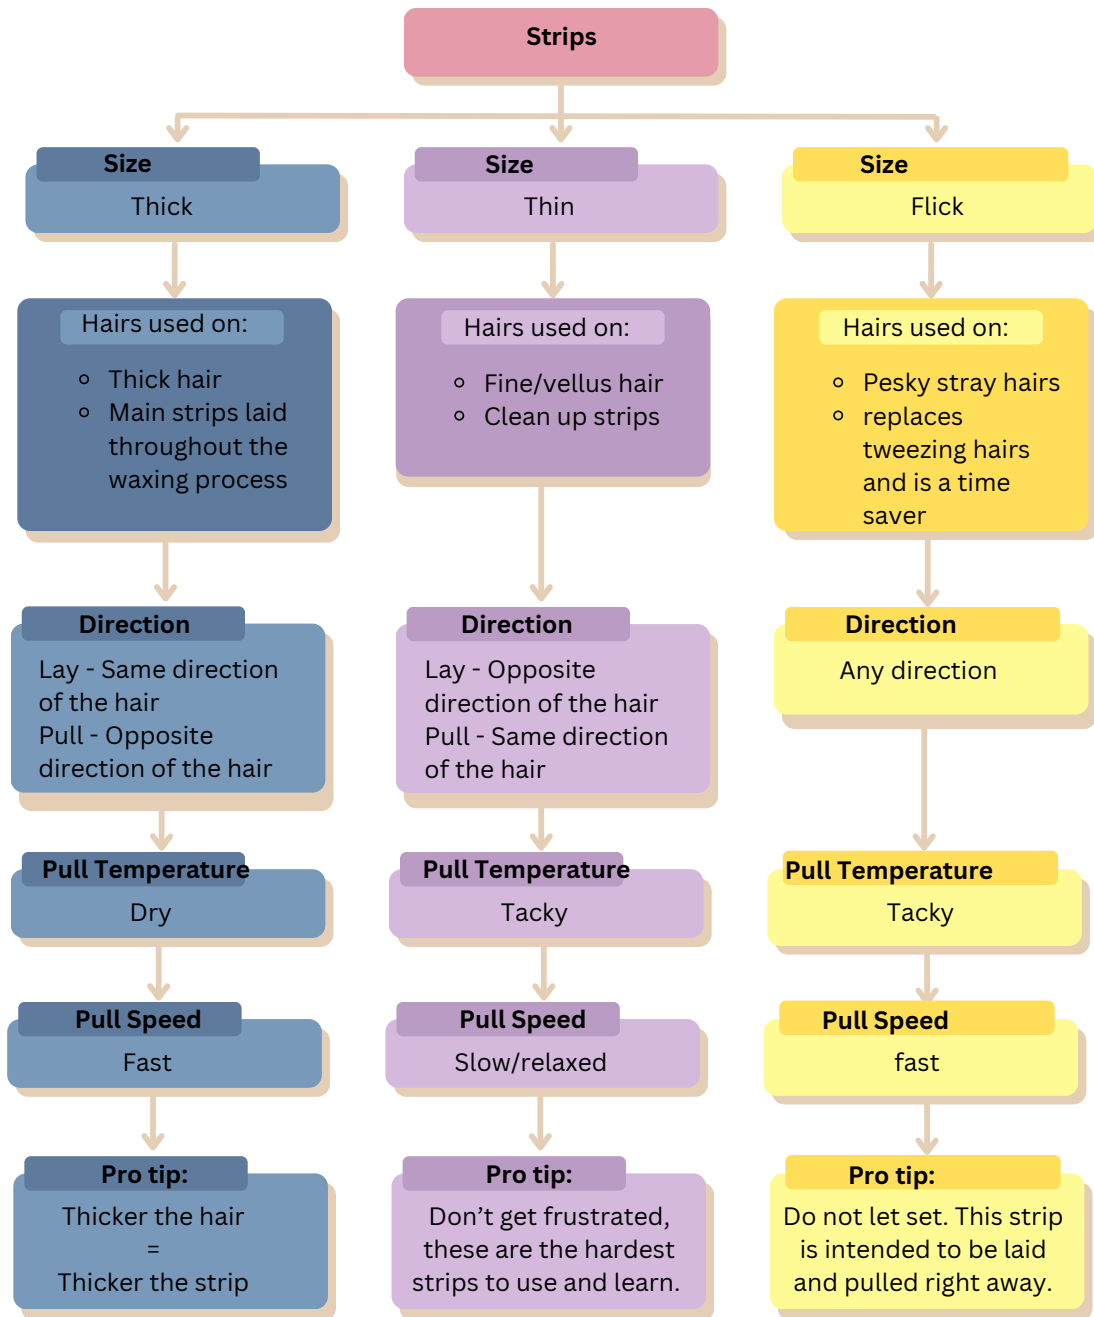 Strips
Size
Thick
Hairs used on:
Thick hair
Main strips laid
throughout the
waxing process
Direction
Lay - Same direction
of the hair
Pull - Opposite
direction of the hair
Pull Temperature
Dry
Pull Speed
Fast
Pro tip:
Thicker the hair
=
Thicker the strip
Size
Thin
Hairs used on:
Fine/vellus hair
Clean up strips
Direction
Lay - Opposite
direction of the hair
Pull - Same direction
of the hair
Pull Temperature
Tacky
Pull Speed
Slow/relaxed
Pro tip:
Don’t get frustrated,
these are the hardest
strips to use and learn.
Size
Flick
Hairs used on:
Pesky stray hairs
replaces
tweezing hairs
and is a time
saver
Direction
Any direction
Pull Temperature
Tacky
Pull Speed
fast
Pro tip:
Do not let set. This strip
is intended to be laid
and pulled right away.